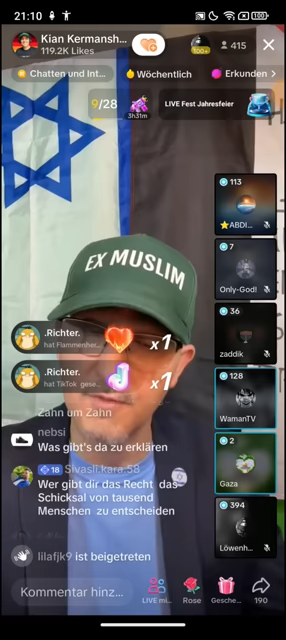 21:10
100
Kian Kermansh...
119.2K Likes
100+
415
Chatten und Int...
Wöchentlich
Erkunden
9/28
3h31m
LIVE Fest Jahresfeier
113
⭐ABDI...
EX MUSLIM
7
Only-God!
.Richter.
hat Flammenher...
x1
36
zaddik
.Richter.
hat TikTok gese...
x1
128
WamanTV
Zahn um Zahn
nebsi
Was gibt's da zu erklären
2
Gaza
18 Sivasli.kara.58
Wer gibt dir das Recht das
Schicksal von tausend
Menschen zu entscheiden
394
Löwenh...
lilafjk9 ist beigetreten
Kommentar hinz...
LIVE mi...
Rose
Gesche...
190